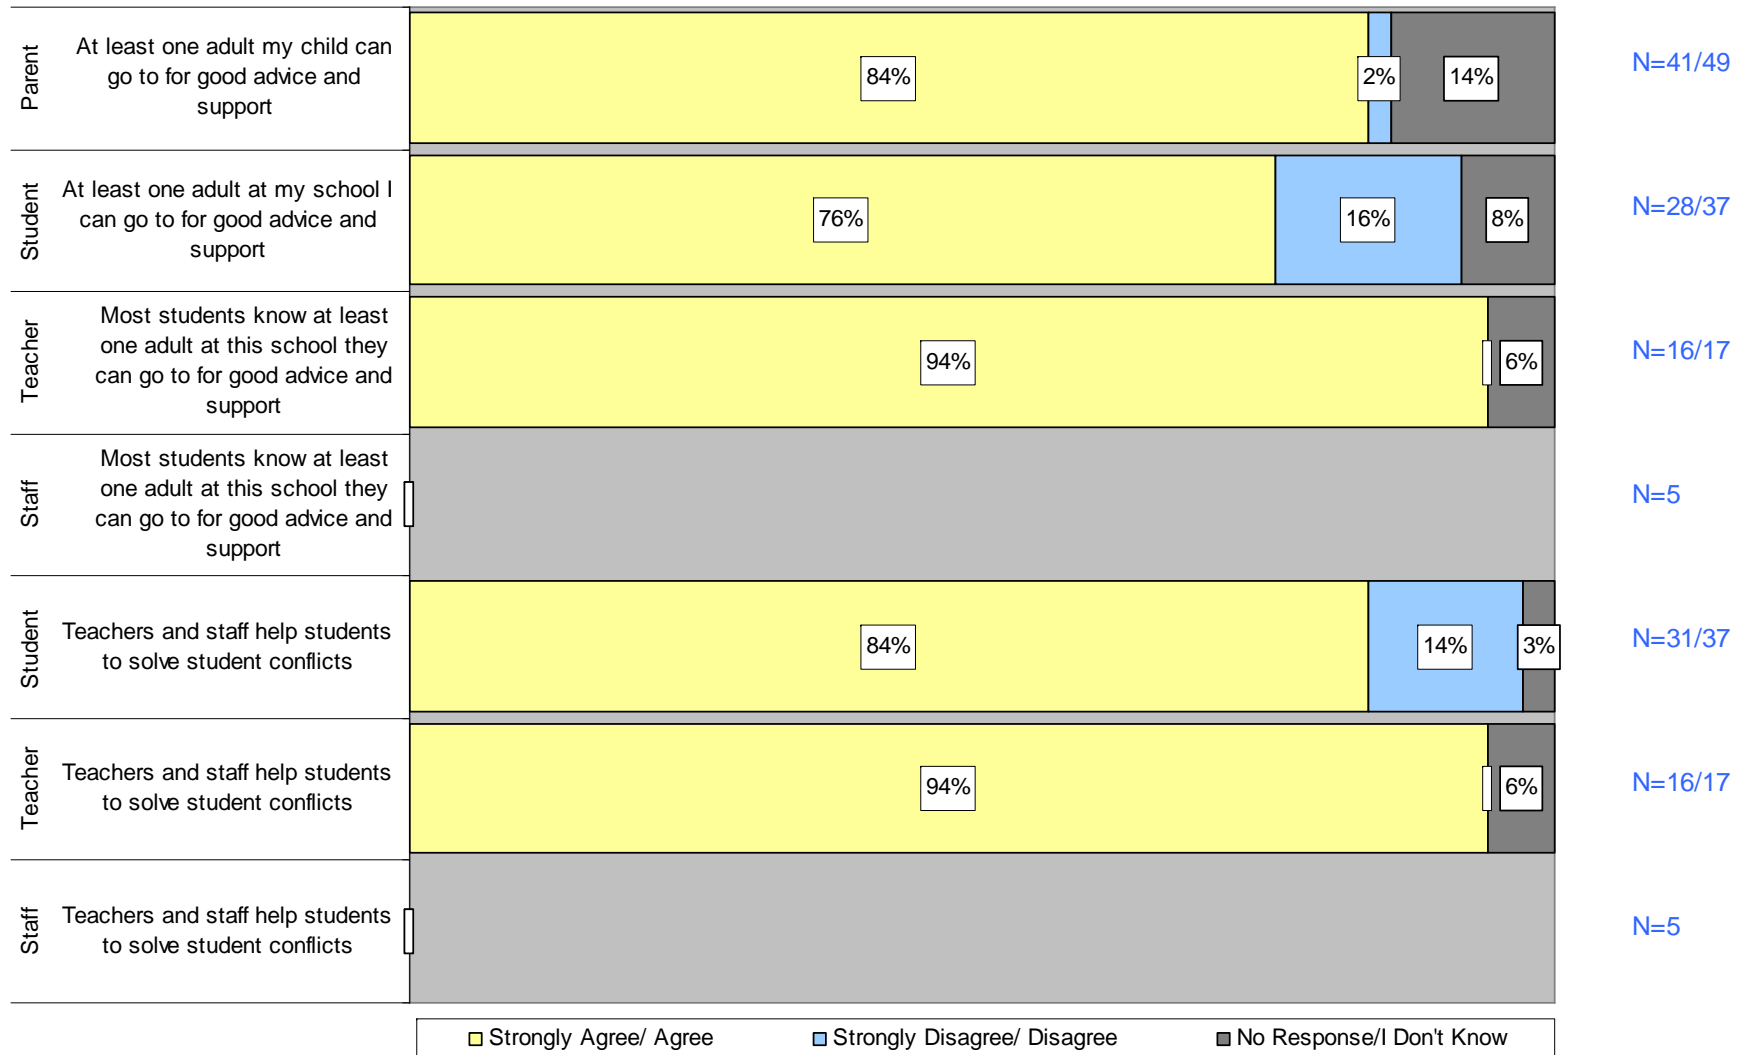 Parent
At least one adult my child can
go to for good advice and
support
84%
2%
14%
N=41/49
Student
At least one adult at my school I
can go to for good advice and
support
76%
16%
8%
N=28/37
Teacher
Most students know at least
one adult at this school they
can go to for good advice and
support
94%
6%
N=16/17
Staff
Most students know at least
one adult at this school they
can go to for good advice and
support
N=5
Student
Teachers and staff help students
to solve student conflicts
84%
14%
3%
N=31/37
Teacher
Teachers and staff help students
to solve student conflicts
94%
6%
N=16/17
Staff
Teachers and staff help students
to solve student conflicts
N=5
Strongly Agree/ Agree
Strongly Disagree/ Disagree
No Response/I Don't Know